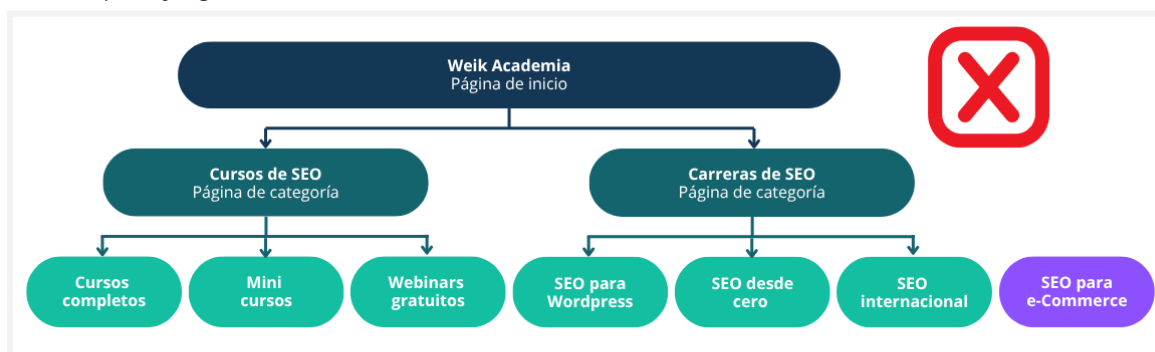 Weik Academia
Página de inicio
Cursos de SEO
Página de categoría
Carreras de SEO
Página de categoría
Cursos
completos
Mini
cursos
Webinars
gratuitos
SEO para
Wordpress
SEO desde
cero
SEO
internacional
SEO para
e-Commerce